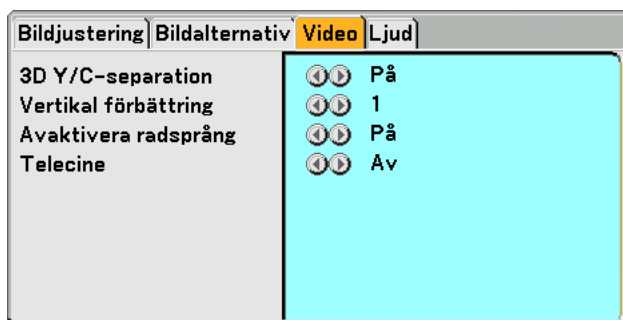 Bildjustering Bildalternativ Video Ljud
3D Y/C-separation På
Vertikal förbättring 1
Avaktivera radsprång På
Telecine Av